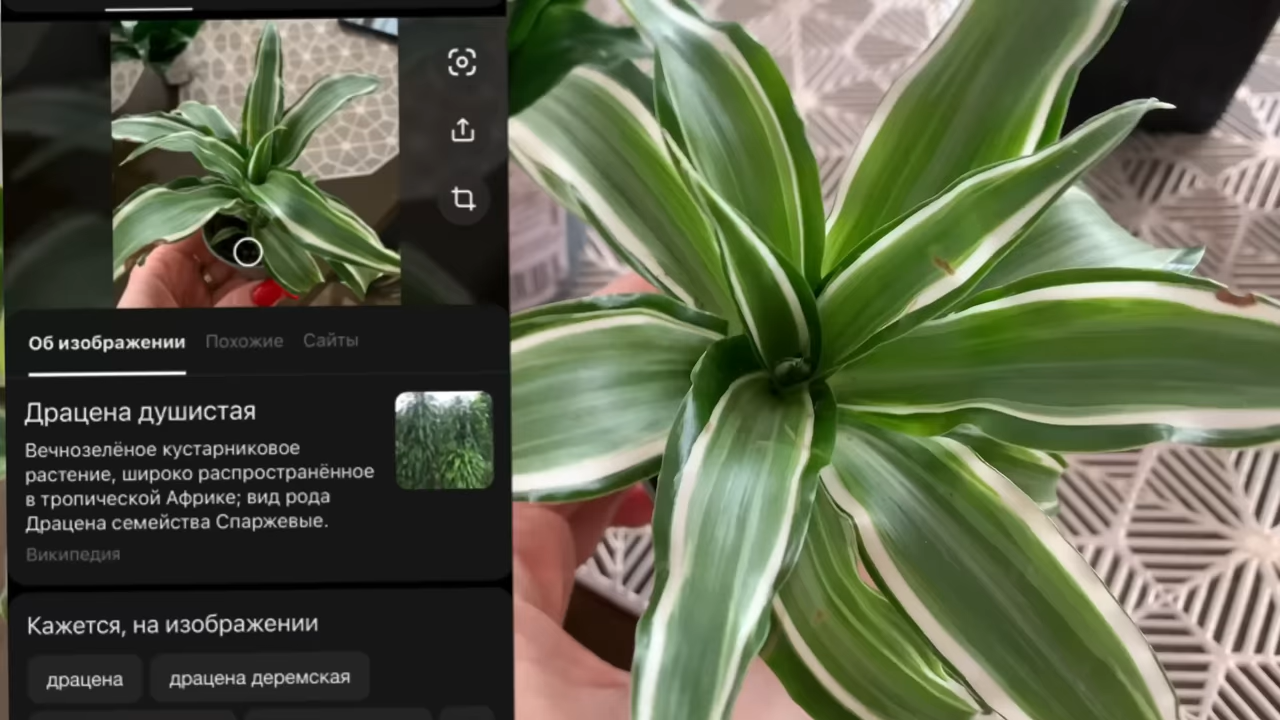 Об изображении Похожие Сайты
Драцена душистая
Вечнозелёное кустарниковое
растение, широко распространённое
в тропической Африке; вид рода
Драцена семейства Спаржевые.
Википедия
Кажется, на изображении
драцена драцена деремская